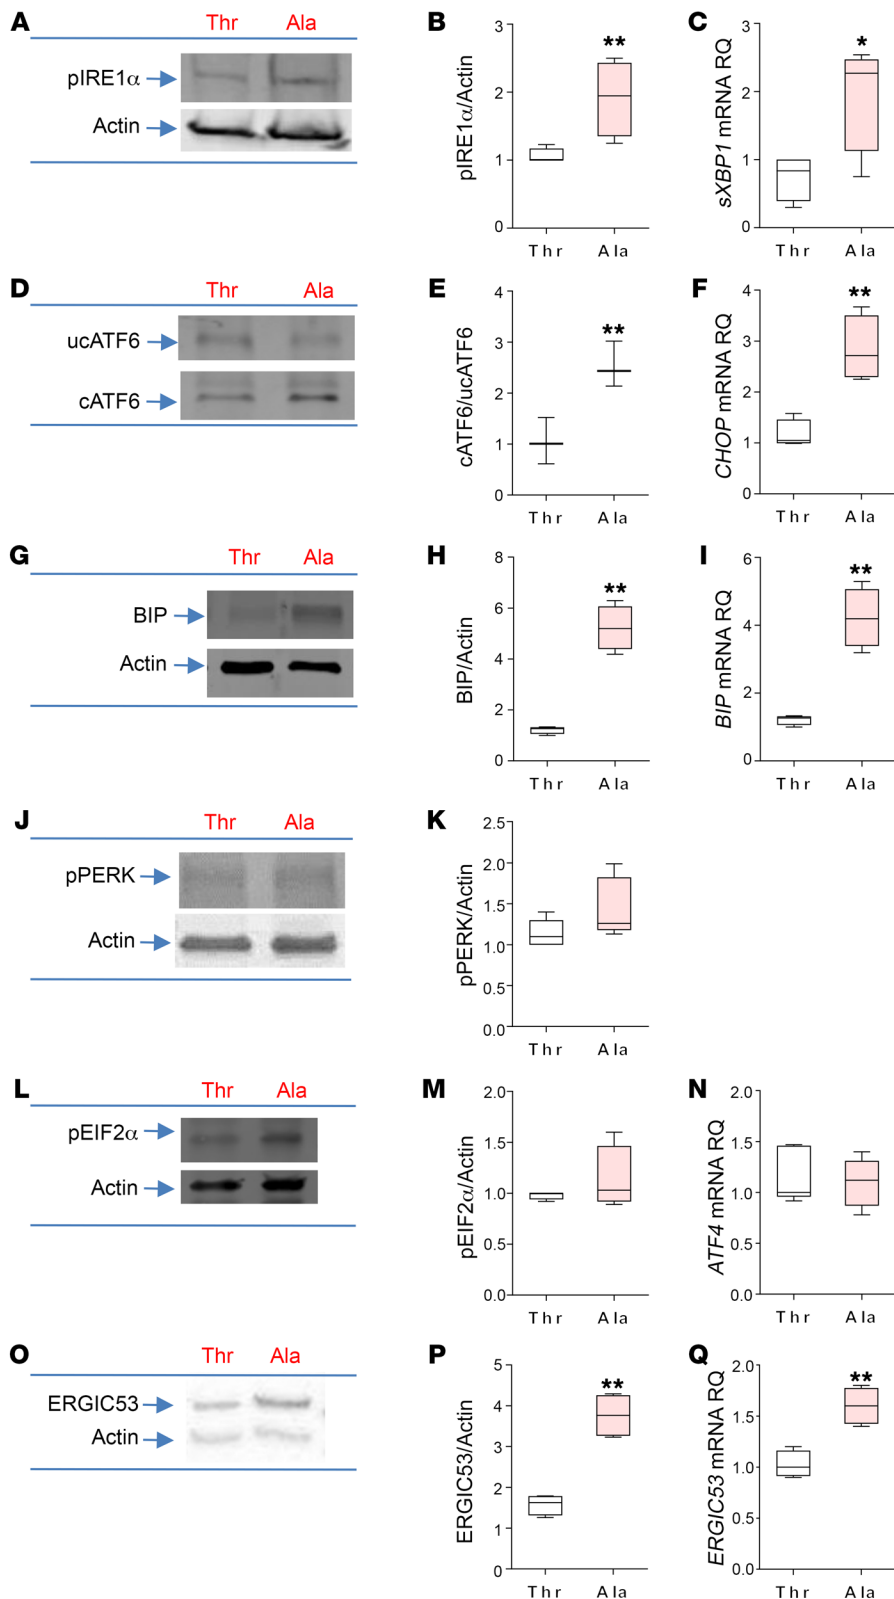 A
Thr Ala
pIRE1α
Actin
B
pIRE1α/Actin
3
2
1
0
**
Thr Ala
C
sXBP1 mRNA RQ
3
2
1
0
*
Thr Ala
D
Thr Ala
ucATF6
cATF6
E
cATF6/ucATF6
4
3
2
1
0
**
Thr Ala
F
CHOP mRNA RQ
4
3
2
1
0
**
Thr Ala
G
Thr Ala
BIP
Actin
H
BIP/Actin
8
6
4
2
0
**
Thr Ala
I
BIP mRNA RQ
6
4
2
0
**
Thr Ala
J
Thr Ala
pPERK
Actin
K
pPERK/Actin
2.5
2.0
1.5
1.0
0.5
0.0
Thr Ala
L
Thr Ala
pEIF2α
Actin
M
pEIF2α/Actin
2.0
1.5
1.0
0.5
0.0
Thr Ala
N
ATF4 mRNA RQ
2.0
1.5
1.0
0.5
0.0
Thr Ala
O
Thr Ala
ERGIC53
Actin
P
ERGIC53/Actin
5
4
3
2
1
0
**
Thr Ala
Q
ERGIC53 mRNA RQ
2.0
1.5
1.0
0.5
0.0
**
Thr Ala